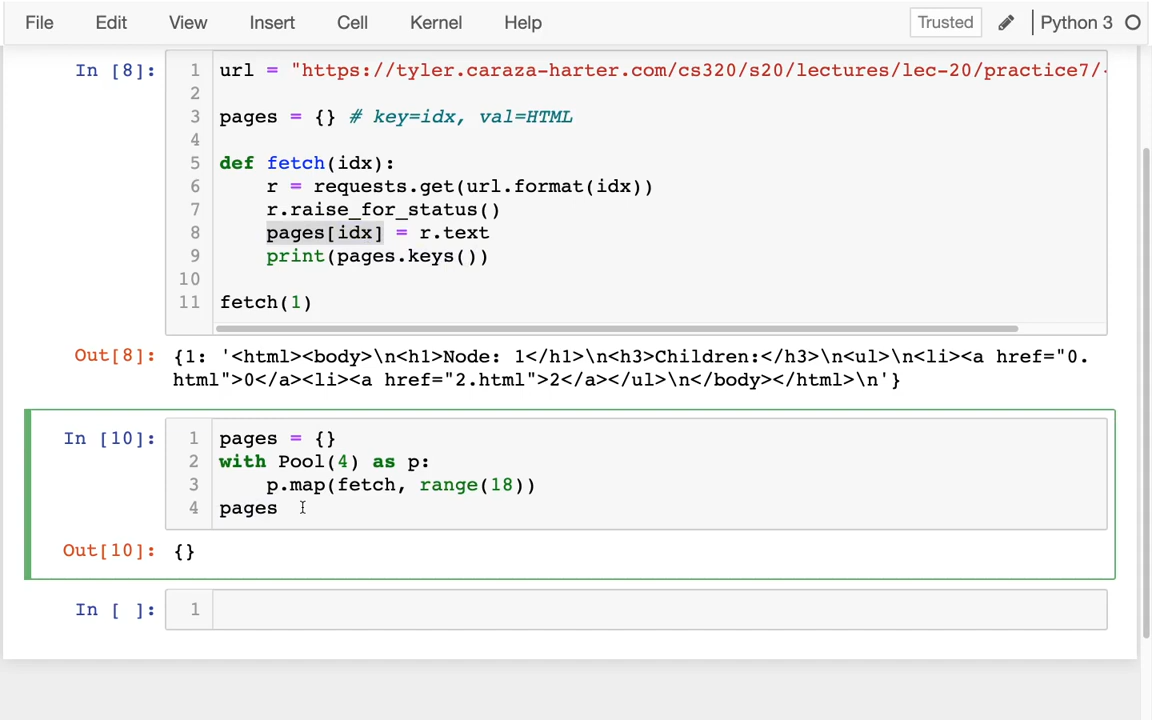 File Edit View Insert Cell Kernel Help Trusted Python 3
In [8]: 1 url = "https://tyler.caraza-harter.com/cs320/s20/lectures/lec-20/practice7/
2
3 pages = {} # key=idx, val=HTML
4
5 def fetch(idx):
6 r = requests.get(url.format(idx))
7 r.raise_for_status()
8 pages[idx] = r.text
9 print(pages.keys())
10
11 fetch(1)
Out[8]: {1: '<html><body>\n<h1>Node: 1</h1>\n<h3>Children:</h3>\n<ul>\n<li><a href="0.
html">0</a><li><a href="2.html">2</a></ul>\n</body></html>\n'}
In [10]: 1 pages = {}
2 with Pool(4) as p:
3 p.map(fetch, range(18))
4 pages
Out[10]: {}
In [ ]: 1